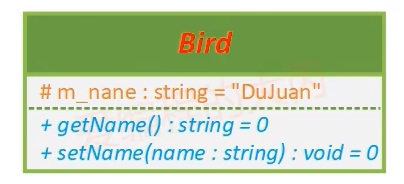 Bird
# m_nane : string = "DuJuan"
+ getName() : string = 0
+ setName(name : string) : void = 0